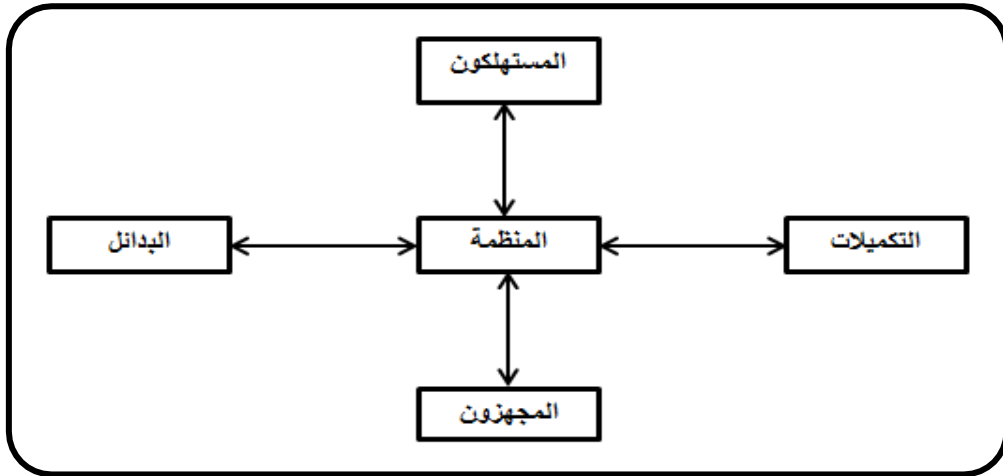 المستهلكون
التكميلات
المنظمة
البدائل
المجهزون